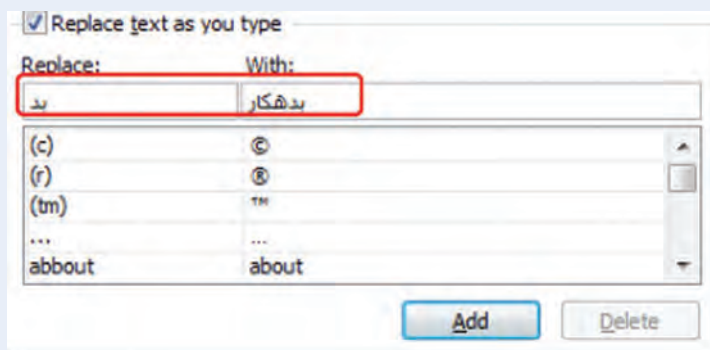 Replace text as you type
Replace: With:
بد بدهکار
(c) ©
(r) ®
(tm) ™
... ...
abbout about
Add Delete